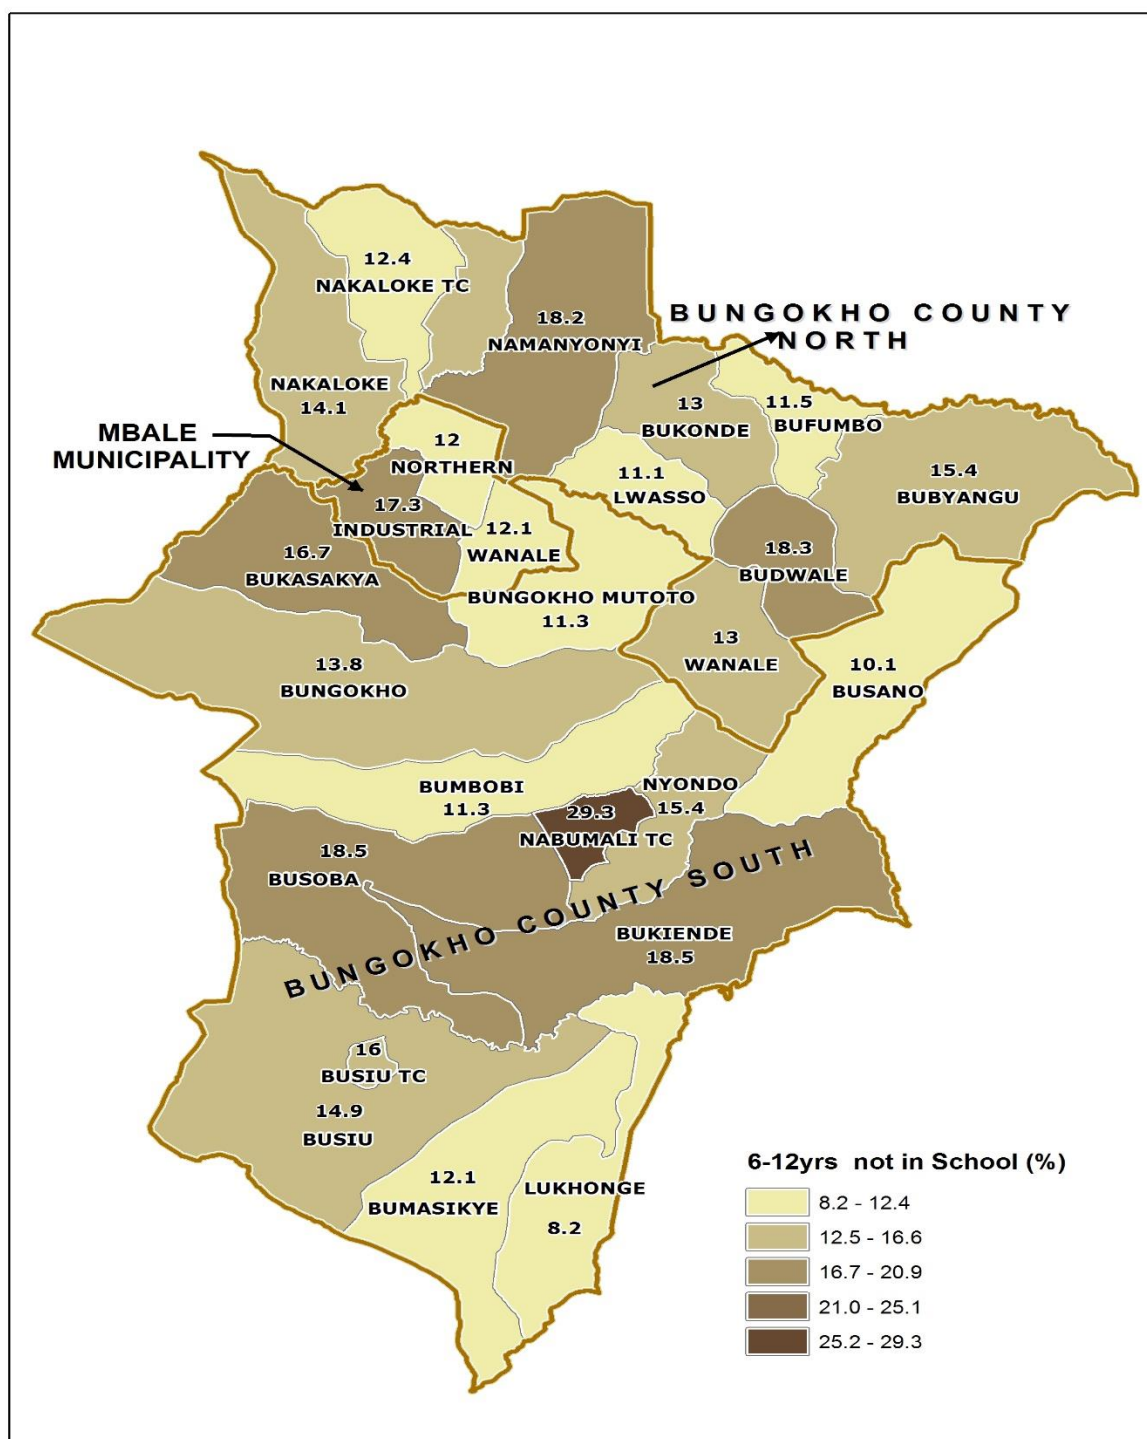 12.4
NAKALOKE TC
18.2
NAMANYONYI
BUNGOKHO COUNTY
NORTH
NAKALOKE
14.1
13
BUKONDE
11.5
BUFUMBO
MBALE
MUNICIPALITY
12
NORTHERN
11.1
LWASSO
15.4
BUBYANGU
17.3
INDUSTRIAL
12.1
WANALE
18.3
BUDWALE
16.7
BUKASAKYA
BUNGOKHO MUTOTO
11.3
13
WANALE
10.1
BUSANO
13.8
BUNGOKHO
BUMBOBI
11.3
NYONDO
15.4
29.3
NABUMALI TC
18.5
BUSOBA
BUNGOKHO COUNTY SOUTH
BUKIENDE
18.5
16
BUSIU TC
14.9
BUSIU
12.1
BUMASIKYE
LUKHONGE
8.2
6-12yrs not in School (%)
8.2 - 12.4
12.5 - 16.6
16.7 - 20.9
21.0 - 25.1
25.2 - 29.3